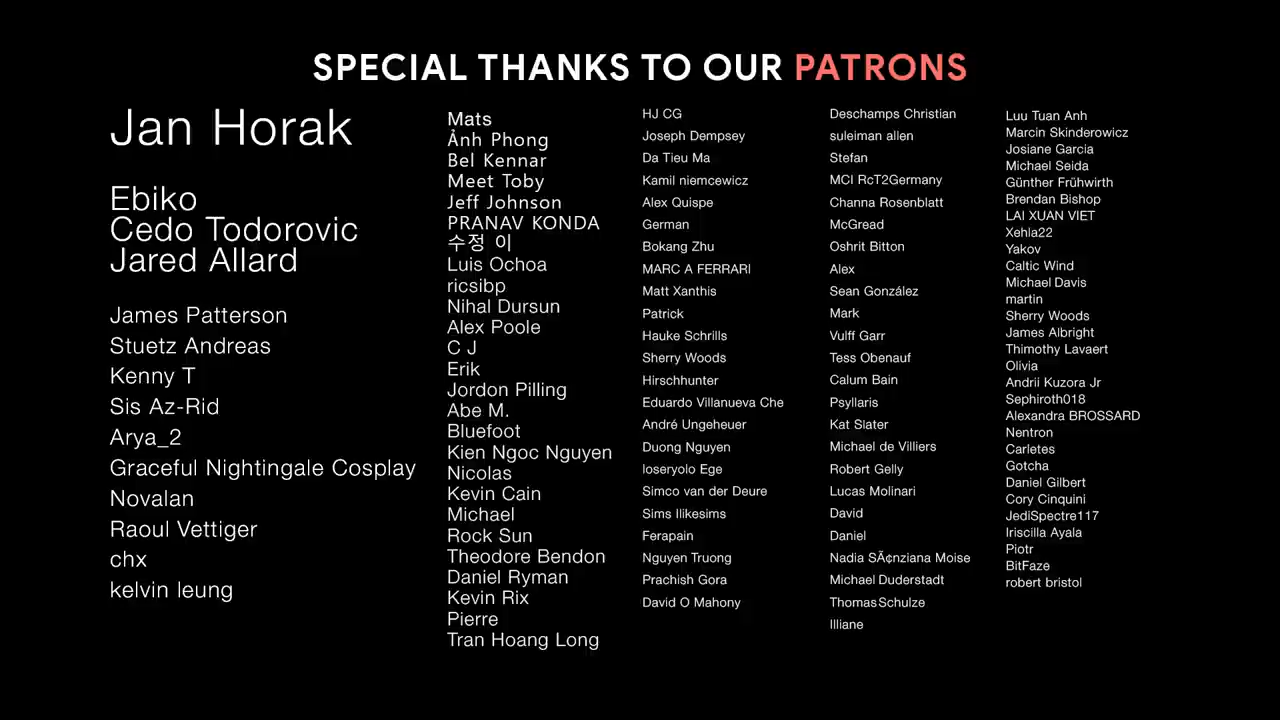 SPECIAL THANKS TO OUR PATRONS
Jan Horak
Ebiko
Cedo Todorovic
Jared Allard
James Patterson
Stuetz Andreas
Kenny T
Sis Az-Rid
Arya_2
Graceful Nightingale Cosplay
Novalan
Raoul Vettiger
chx
kelvin leung
Mats
Ảnh Phong
Bel Kennar
Meet Toby
Jeff Johnson
PRANAV KONDA
수정 이
Luis Ochoa
ricsibp
Nihal Dursun
Alex Poole
C J
Erik
Jordon Pilling
Abe M.
Bluefoot
Kien Ngoc Nguyen
Nicolas
Kevin Cain
Michael
Rock Sun
Theodore Bendon
Daniel Ryman
Kevin Rix
Pierre
Tran Hoang Long
HJ CG
Joseph Dempsey
Da Tieu Ma
Kamil niemcewicz
Alex Quispe
German
Bokang Zhu
MARC A FERRARI
Matt Xanthis
Patrick
Hauke Schrills
Sherry Woods
Hirschhunter
Eduardo Villanueva Che
André Ungeheuer
Duong Nguyen
loseryolo Ege
Simco van der Deure
Sims Ilikesims
Ferapain
Nguyen Truong
Prachish Gora
David O Mahony
Deschamps Christian
suleiman allen
Stefan
MCI RcT2Germany
Channa Rosenblatt
McGread
Oshrit Bitton
Alex
Sean González
Mark
Vulff Garr
Tess Obenauf
Calum Bain
Psyllaris
Kat Slater
Michael de Villiers
Robert Gelly
Lucas Molinari
David
Daniel
Nadia SÃ¢nziana Moise
Michael Duderstadt
Thomas Schulze
Illiane
Luu Tuan Anh
Marcin Skinderowicz
Josiane Garcia
Michael Seida
Günther Frühwirth
Brendan Bishop
LAI XUAN VIET
Xehla22
Yakov
Caltic Wind
Michael Davis
martin
Sherry Woods
James Albright
Thimothy Lavaert
Olivia
Andrii Kuzora Jr
Sephiroth018
Alexandra BROSSARD
Nentron
Carletes
Gotcha
Daniel Gilbert
Cory Cinquini
JediSpectre117
Iriscilla Ayala
Piotr
BitFaze
robert bristol